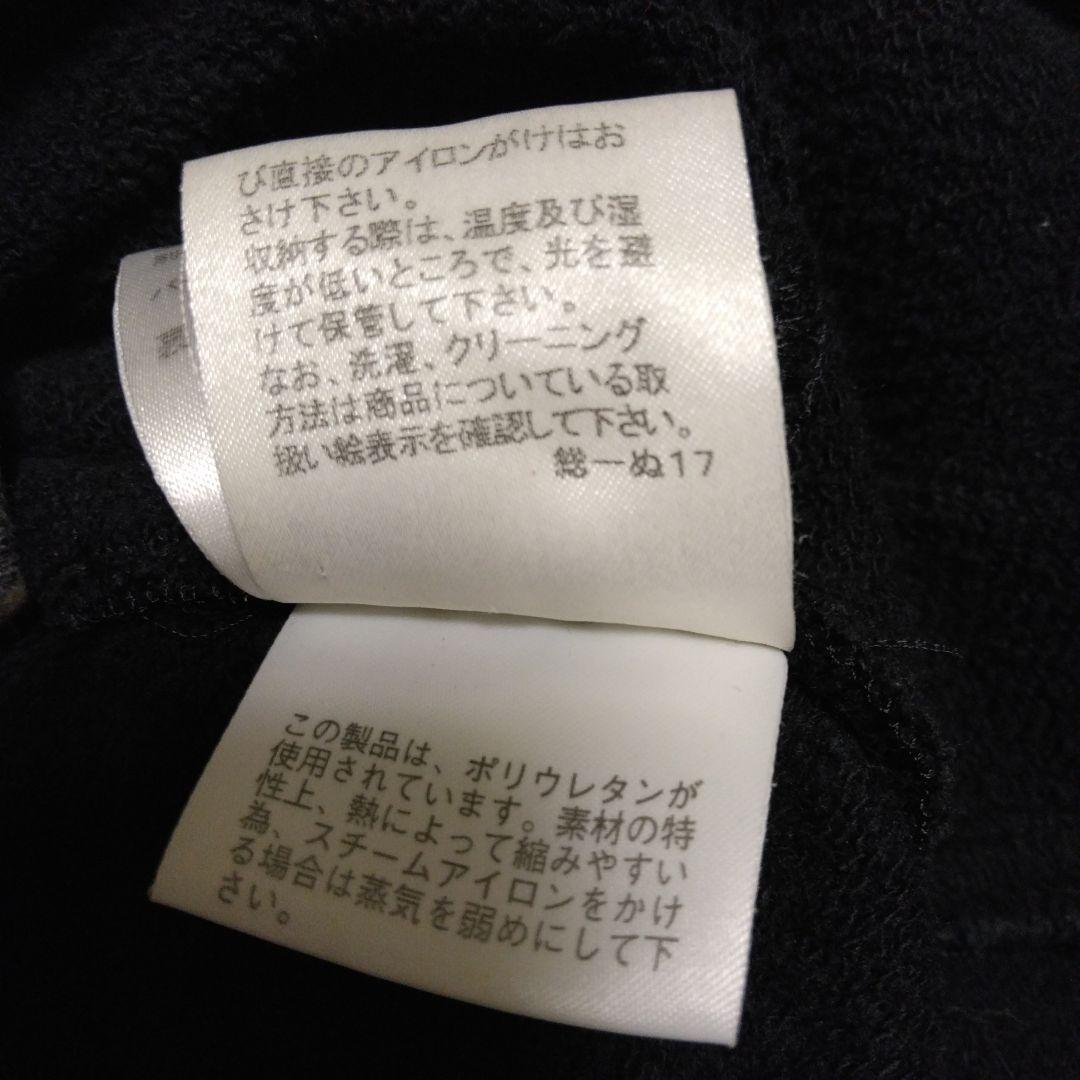 び直接のアイロンがけはお
さけ下さい。
収納する際は、温度及び湿
度が低いところで、光を避
けて保管して下さい。
なお、洗濯、クリーニング
方法は商品についている取
扱い絵表示を確認して下さい。
総ーぬ17
この製品は、ポリウレタンが
使用されています。素材の特
性上、熱によって縮みやすい
為、スチームアイロンをかけ
る場合は蒸気を弱めにして下
さい。